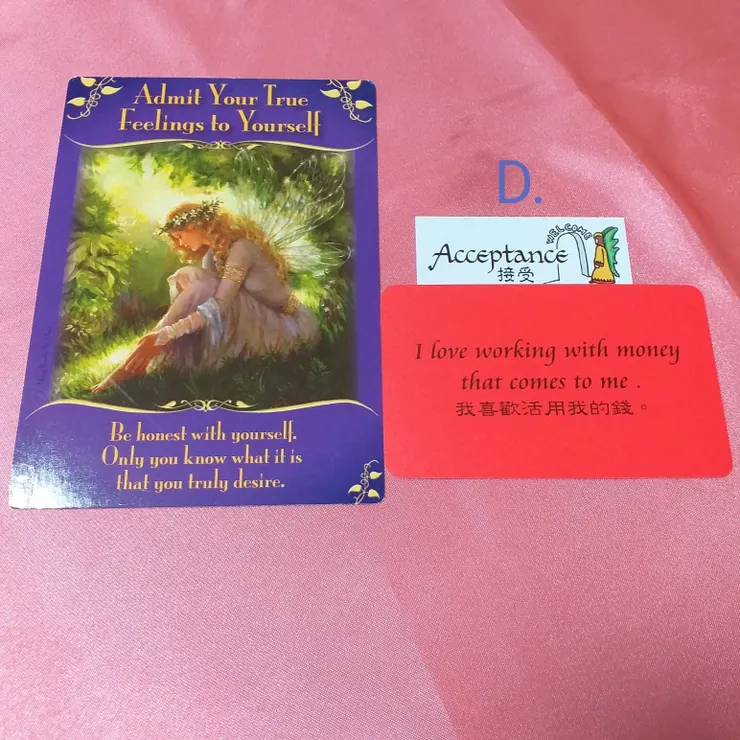 Admit Your True
Feelings to Yourself
Be honest with yourself.
Only you know what it is
that you truly desire.
D.
WELCOME
Acceptance
接受
I love working with money
that comes to me .
我喜歡活用我的錢。